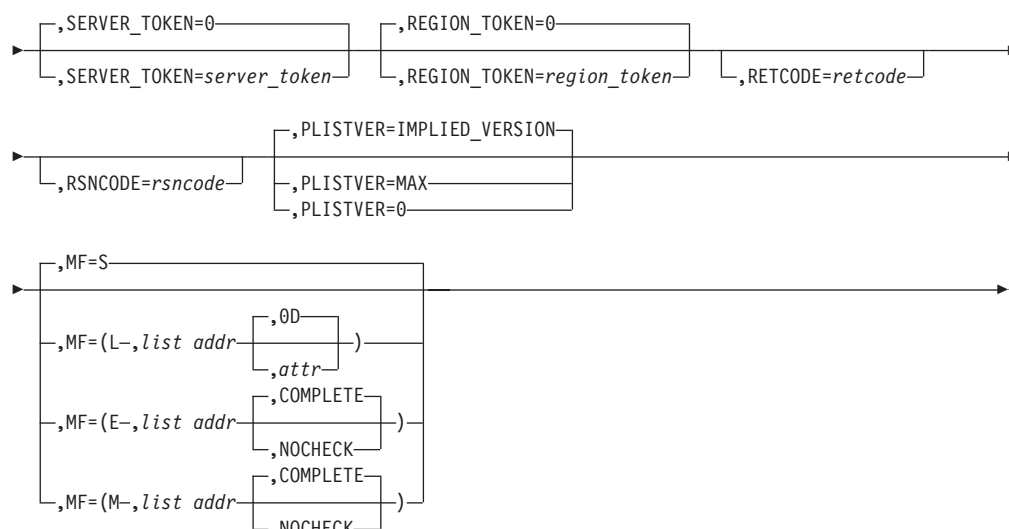 ,SERVER_TOKEN=0 ,REGION_TOKEN=0
,SERVER_TOKEN=server_token ,REGION_TOKEN=region_token ,RETCODE=retcode
,PLISTVER=IMPLIED_VERSION
,RSNCODE=rsncode ,PLISTVER=MAX
,PLISTVER=0
,MF=S
,0D
,MF=(L–,list addr )
,attr
,COMPLETE
,MF=(E–,list addr )
,NOCHECK
,COMPLETE
,MF=(M–,list addr )
,NOCHECK